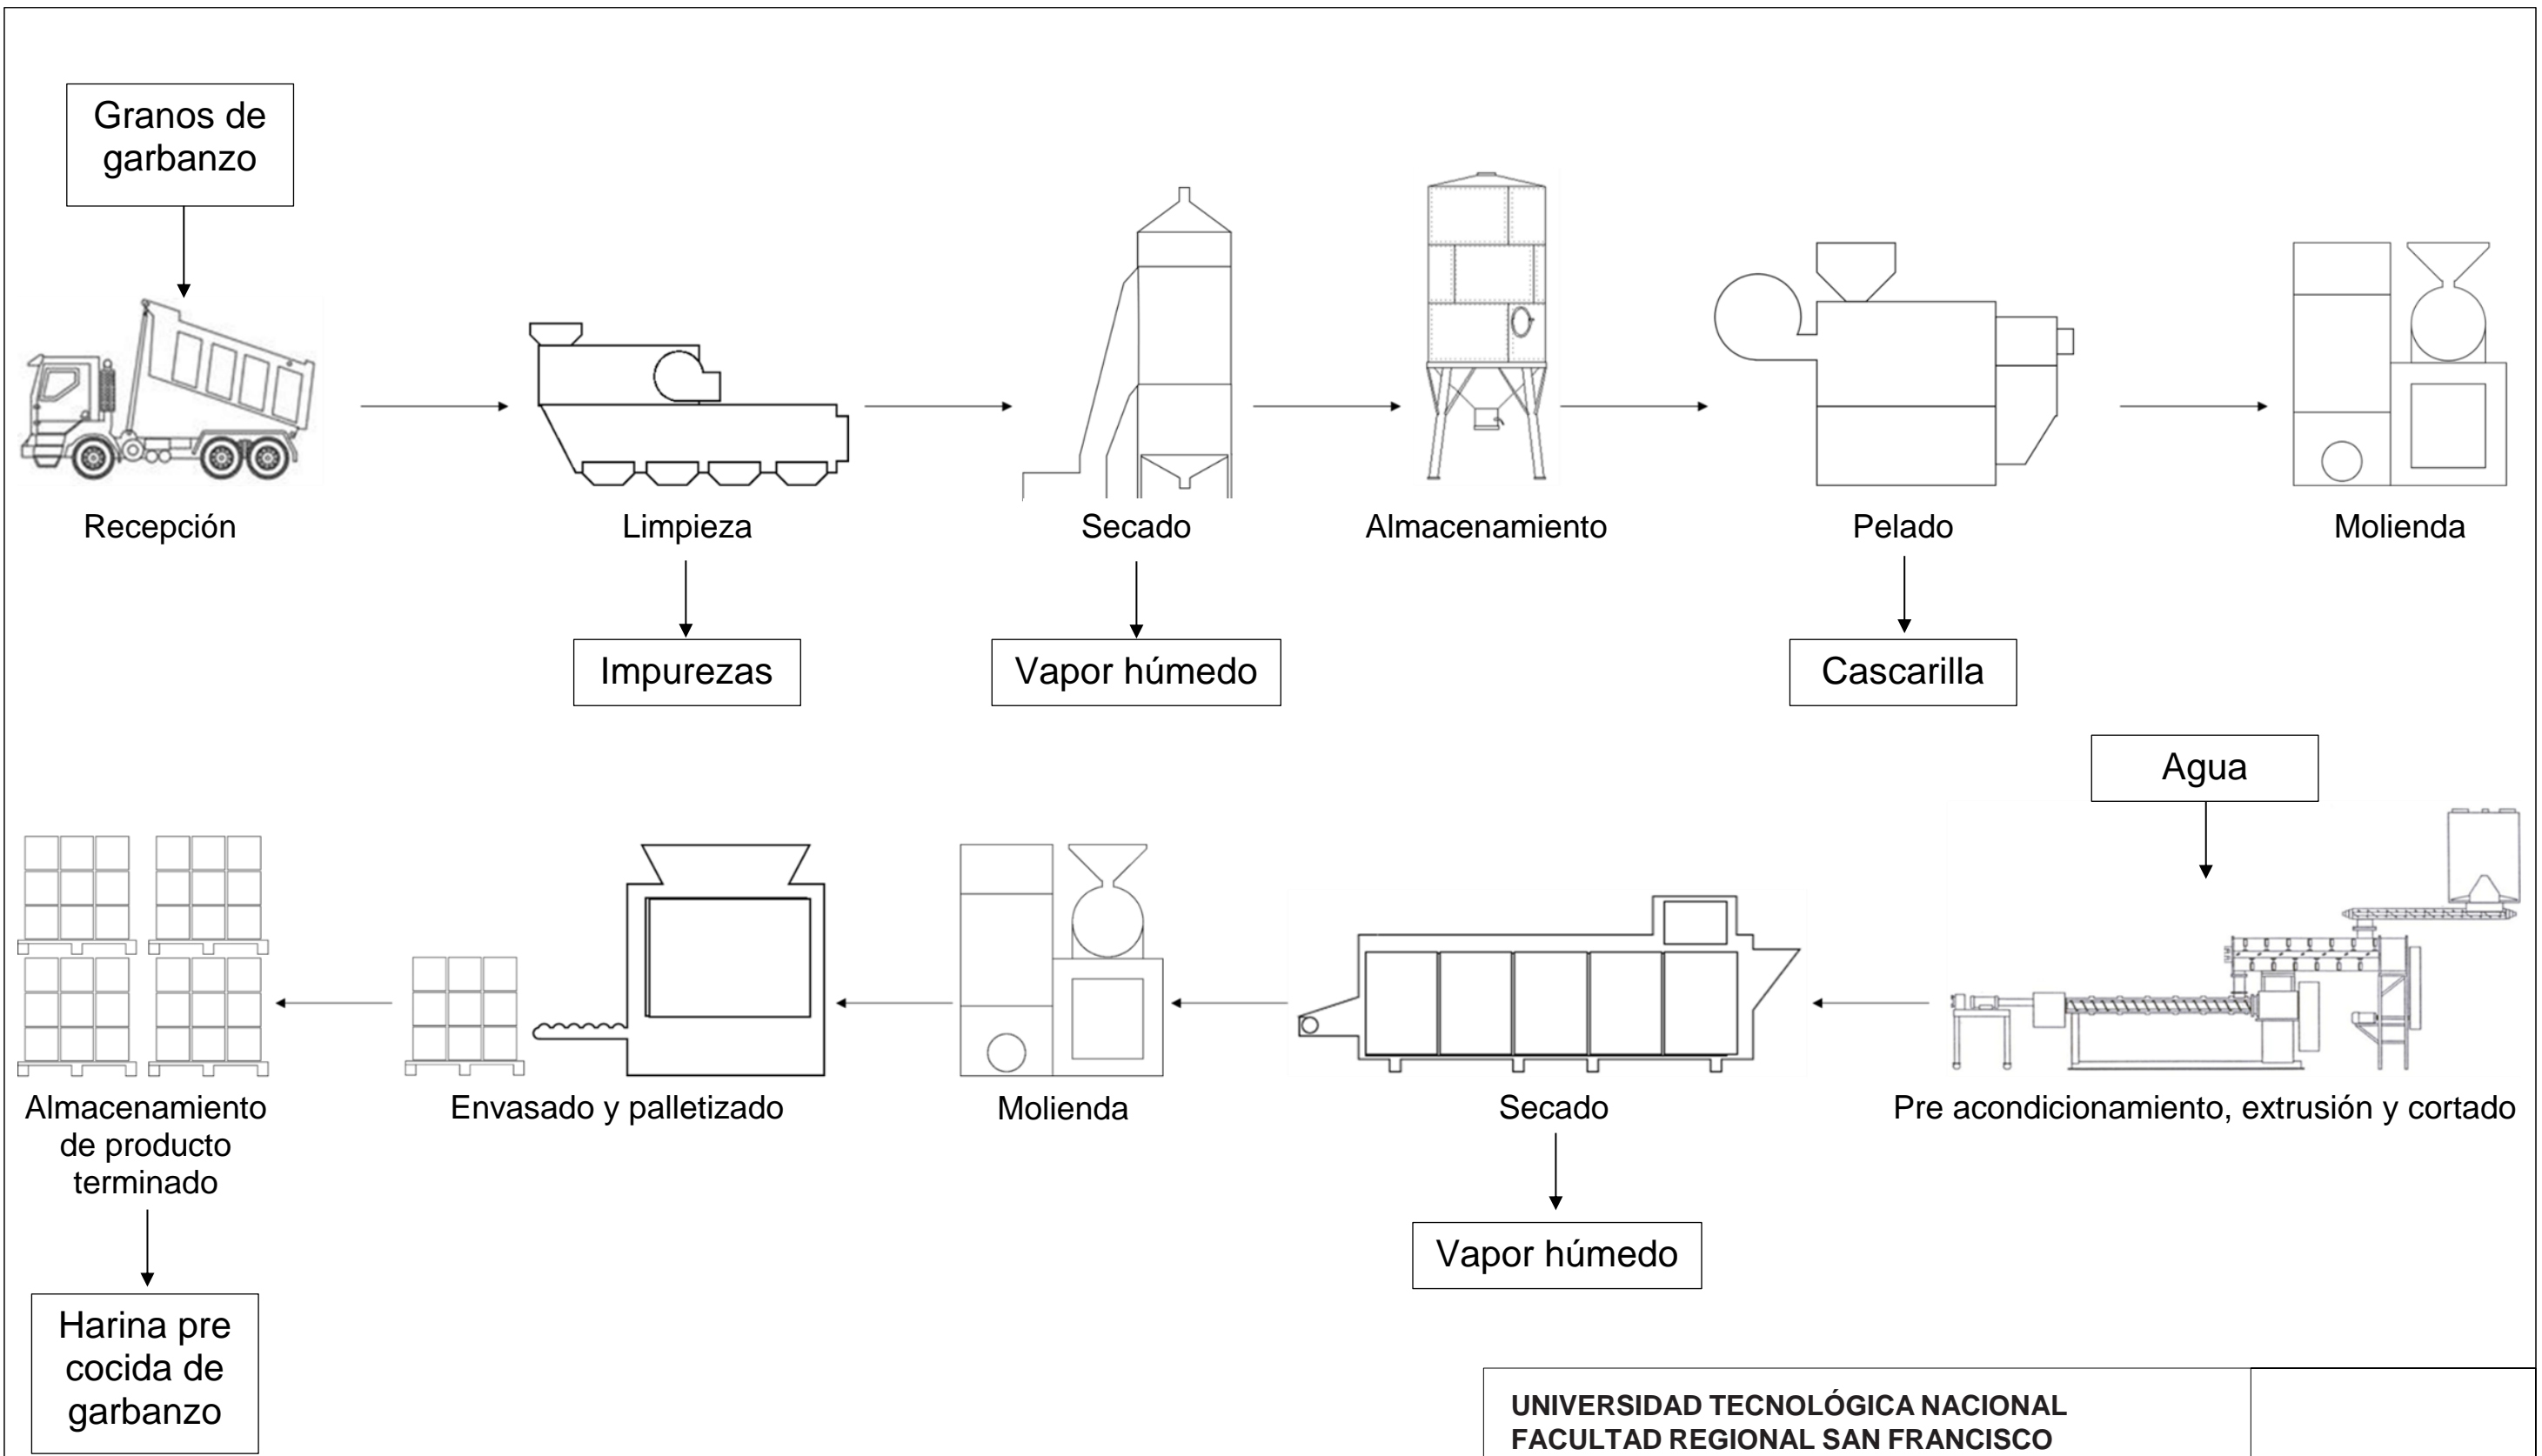 Granos de
garbanzo
Recepción
Limpieza
Secado
Almacenamiento
Pelado
Molienda
Impurezas
Vapor húmedo
Cascarilla
Agua
Almacenamiento
de producto
terminado
Envasado y palletizado
Molienda
Secado
Pre acondicionamiento, extrusión y cortado
Vapor húmedo
Harina pre
cocida de
garbanzo
UNIVERSIDAD TECNOLÓGICA NACIONAL
FACULTAD REGIONAL SAN FRANCISCO